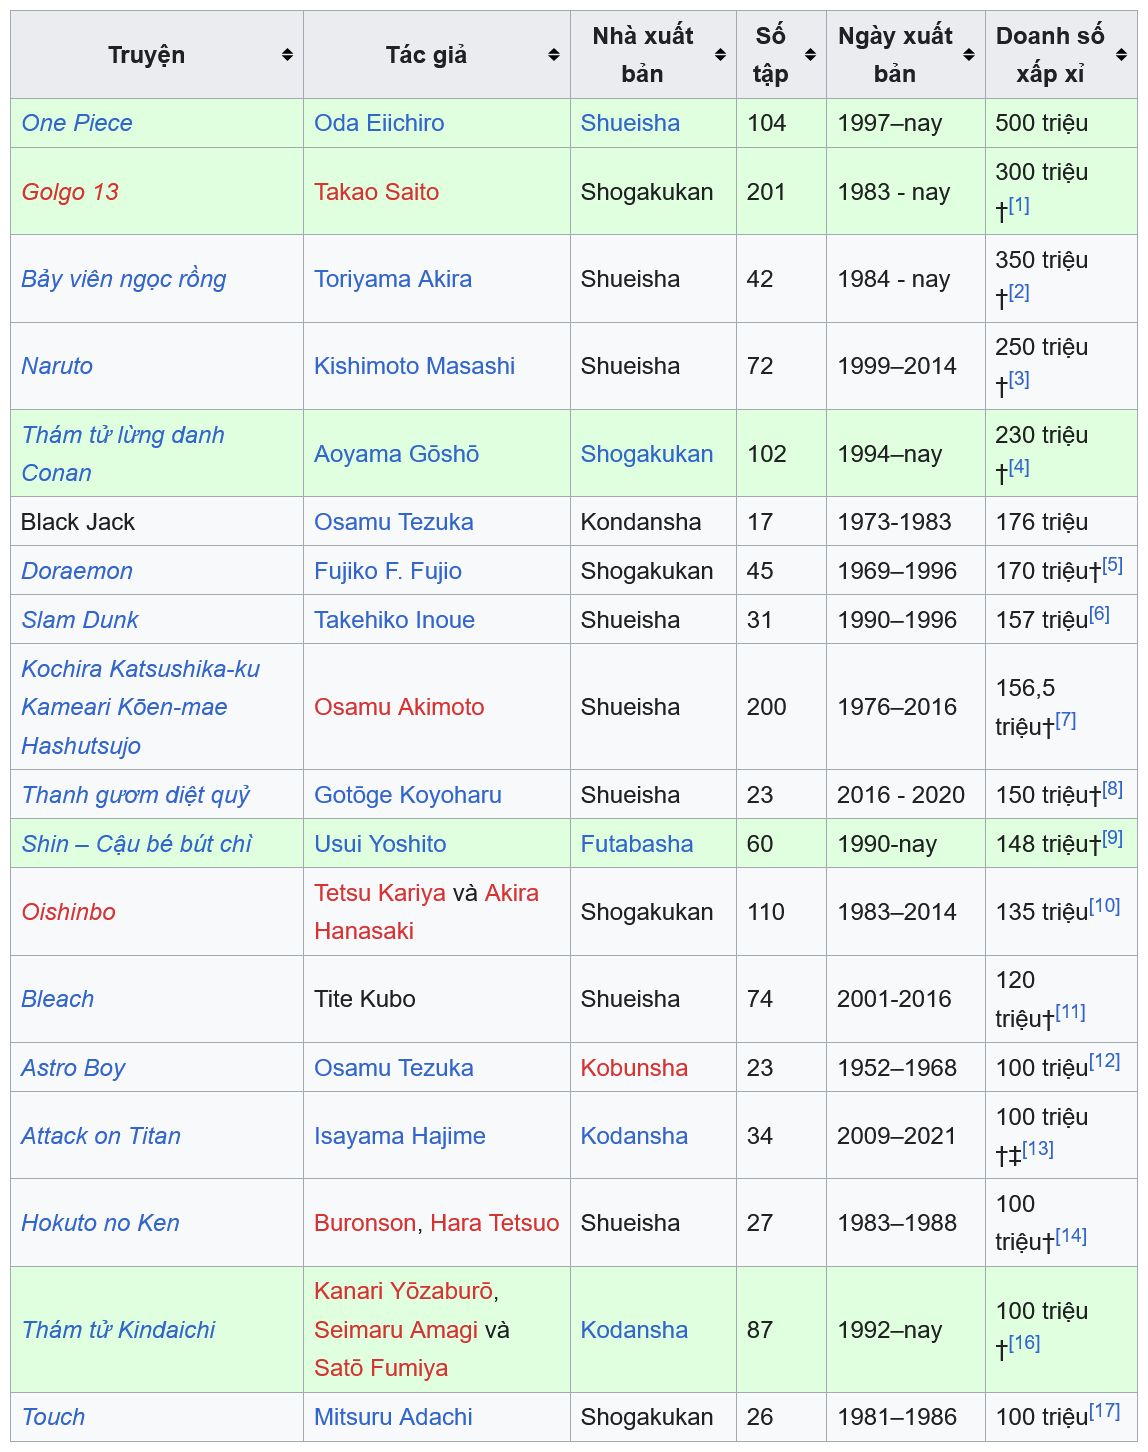 Truyện Tác giả Nhà xuất bản Số tập Ngày xuất bản Doanh số xấp xỉ
One Piece Oda Eiichiro Shueisha 104 1997–nay 500 triệu
Golgo 13 Takao Saito Shogakukan 201 1983 - nay 300 triệu †[1]
Bảy viên ngọc rồng Toriyama Akira Shueisha 42 1984 - nay 350 triệu †[2]
Naruto Kishimoto Masashi Shueisha 72 1999–2014 250 triệu †[3]
Thám tử lừng danh Conan Aoyama Gōshō Shogakukan 102 1994–nay 230 triệu †[4]
Black Jack Osamu Tezuka Kondansha 17 1973-1983 176 triệu
Doraemon Fujiko F. Fujio Shogakukan 45 1969–1996 170 triệu†[5]
Slam Dunk Takehiko Inoue Shueisha 31 1990–1996 157 triệu[6]
Kochira Katsushika-ku Kameari Kōen-mae Hashutsujo Osamu Akimoto Shueisha 200 1976–2016 156,5 triệu†[7]
Thanh gươm diệt quỷ Gotōge Koyoharu Shueisha 23 2016 - 2020 150 triệu†[8]
Shin – Cậu bé bút chì Usui Yoshito Futabasha 60 1990-nay 148 triệu†[9]
Oishinbo Tetsu Kariya và Akira Hanasaki Shogakukan 110 1983–2014 135 triệu[10]
Bleach Tite Kubo Shueisha 74 2001-2016 120 triệu†[11]
Astro Boy Osamu Tezuka Kobunsha 23 1952–1968 100 triệu[12]
Attack on Titan Isayama Hajime Kodansha 34 2009–2021 100 triệu †‡[13]
Hokuto no Ken Buronson, Hara Tetsuo Shueisha 27 1983–1988 100 triệu†[14]
Thám tử Kindaichi Kanari Yōzaburō, Seimaru Amagi và Satō Fumiya Kodansha 87 1992–nay 100 triệu †[16]
Touch Mitsuru Adachi Shogakukan 26 1981–1986 100 triệu[17]